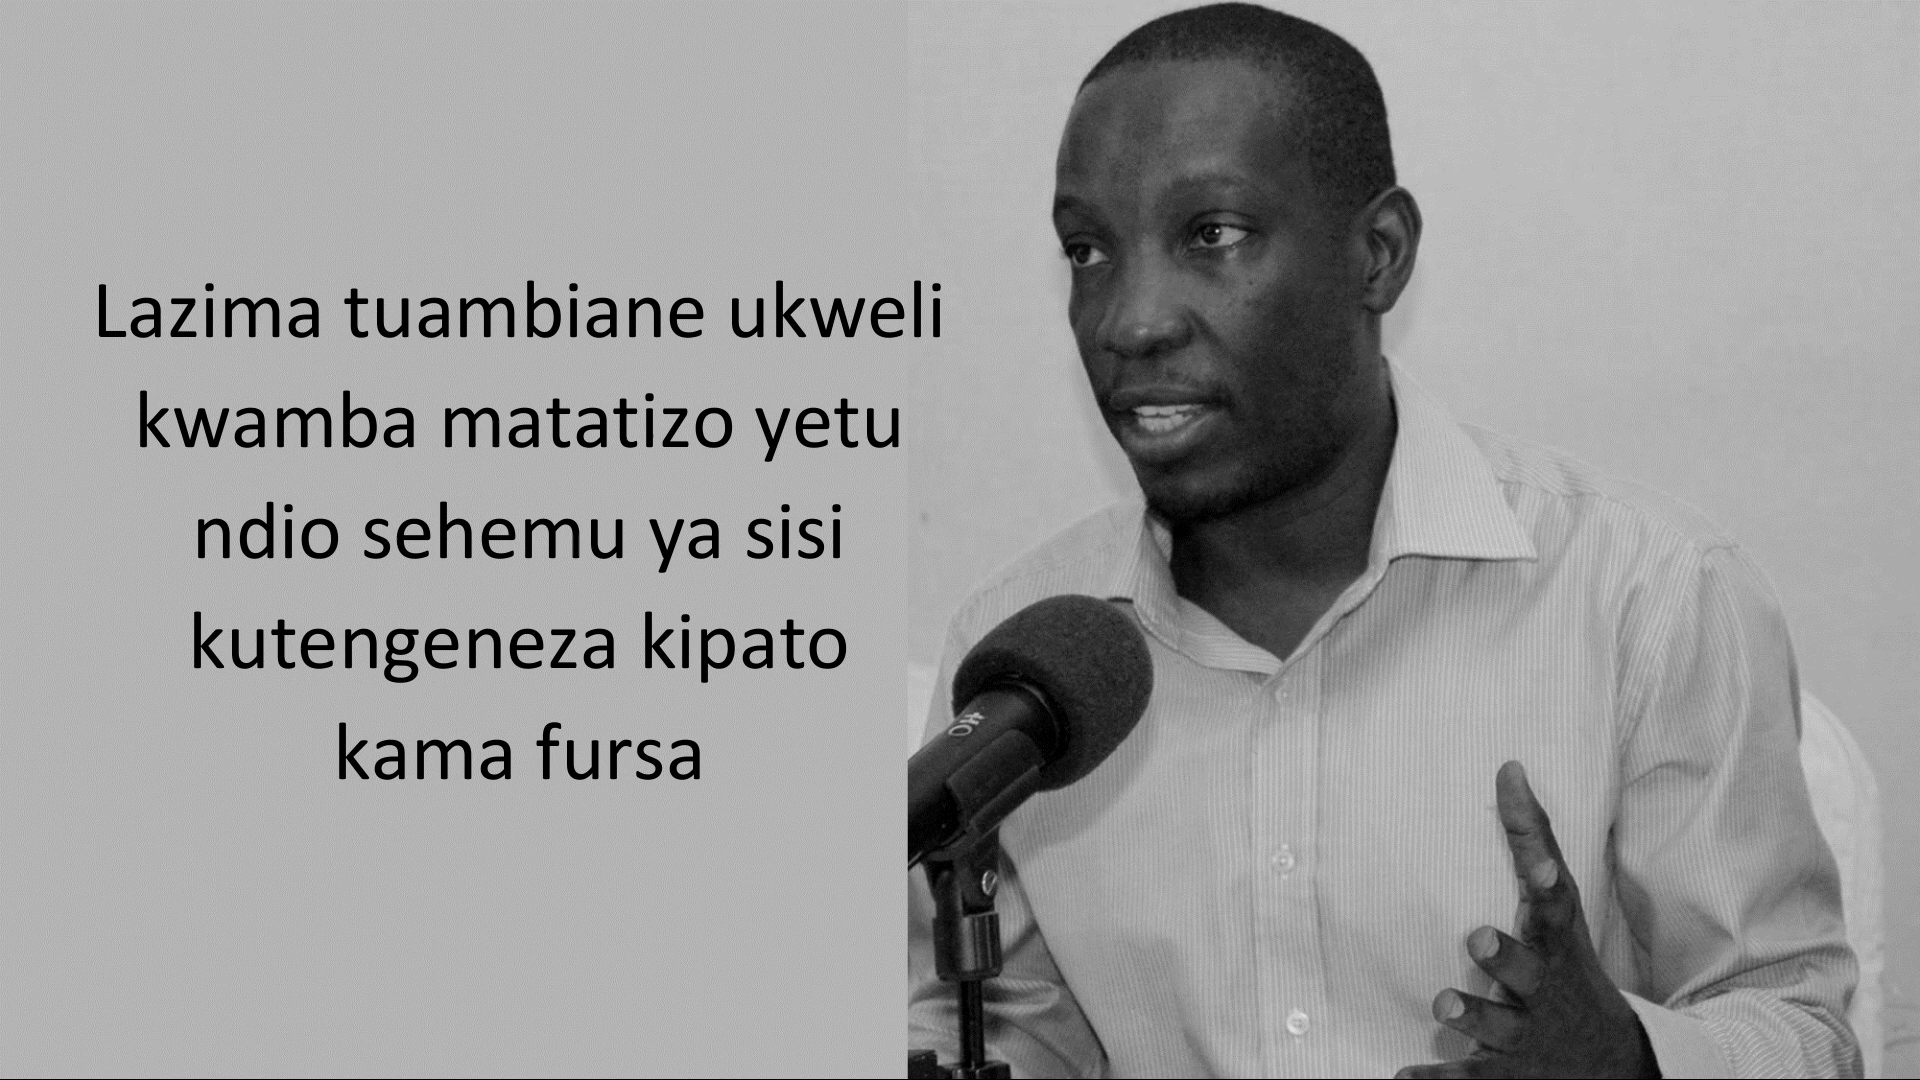 Lazima tuambiane ukweli
kwamba matatizo yetu
ndio sehemu ya sisi
kutengeneza kipato
kama fursa